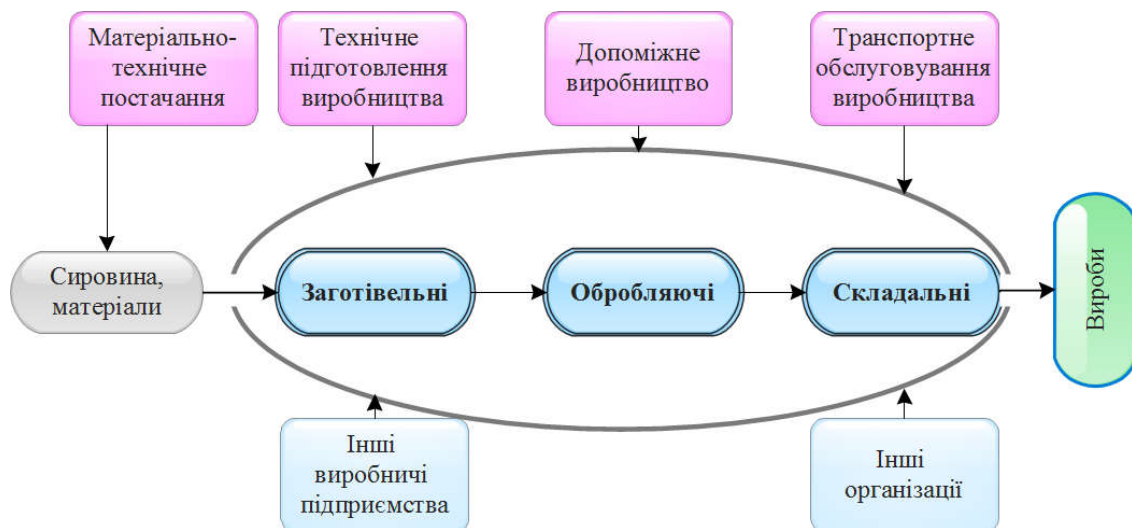 Матеріально-
технічне
постачання
Технічне
підготовлення
виробництва
Допоміжне
виробництво
Транспортне
обслуговування
виробництва
Сировина,
матеріали
Заготівельні
Обробляючі
Складальні
Вироби
Інші
виробничі
підприємства
Інші
організації